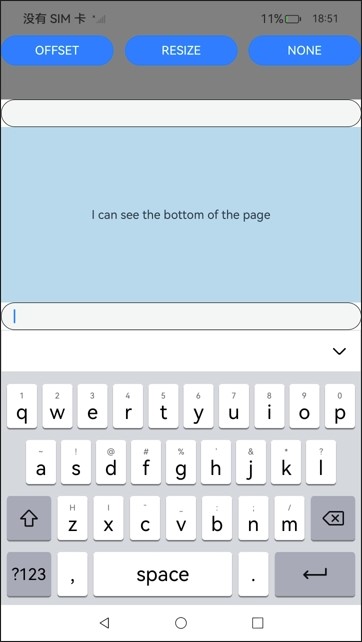 没有 SIM 卡 11% 18:51
OFFSET RESIZE NONE
I can see the bottom of the page
1 2 3 4 5 6 7 8 9 0
q w e r t y u i o p
~ ! @ # % ' & * ?
a s d f g h j k l
- _ : ; /
z x c v b n m
?123 , space .